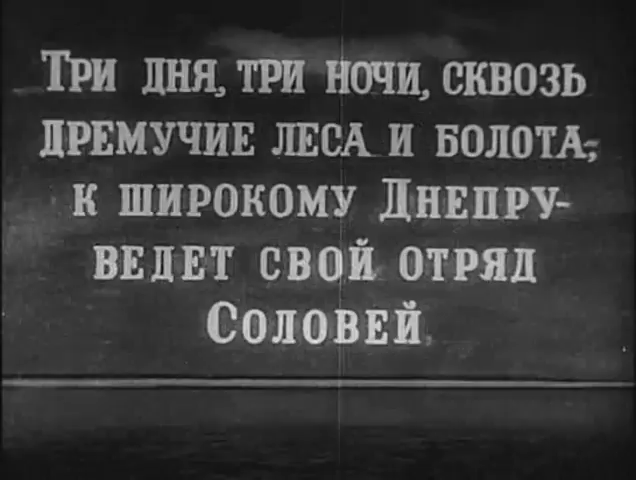 Три дня, три ночи, сквозь
дремучие леса и болота,
к широкому Днепру-
ведет свой отряд
Соловей